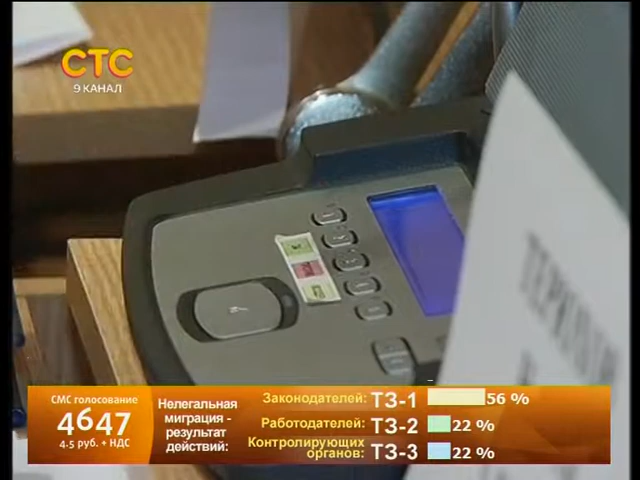 СТС
9 КАНАЛ
СМС голосование
4647
4.5 руб. + НДС
Нелегальная
миграция -
результат
действий:
Законодателей: ТЗ-1 56 %
Работодателей: ТЗ-2 22 %
Контролирующих
органов: ТЗ-3 22 %